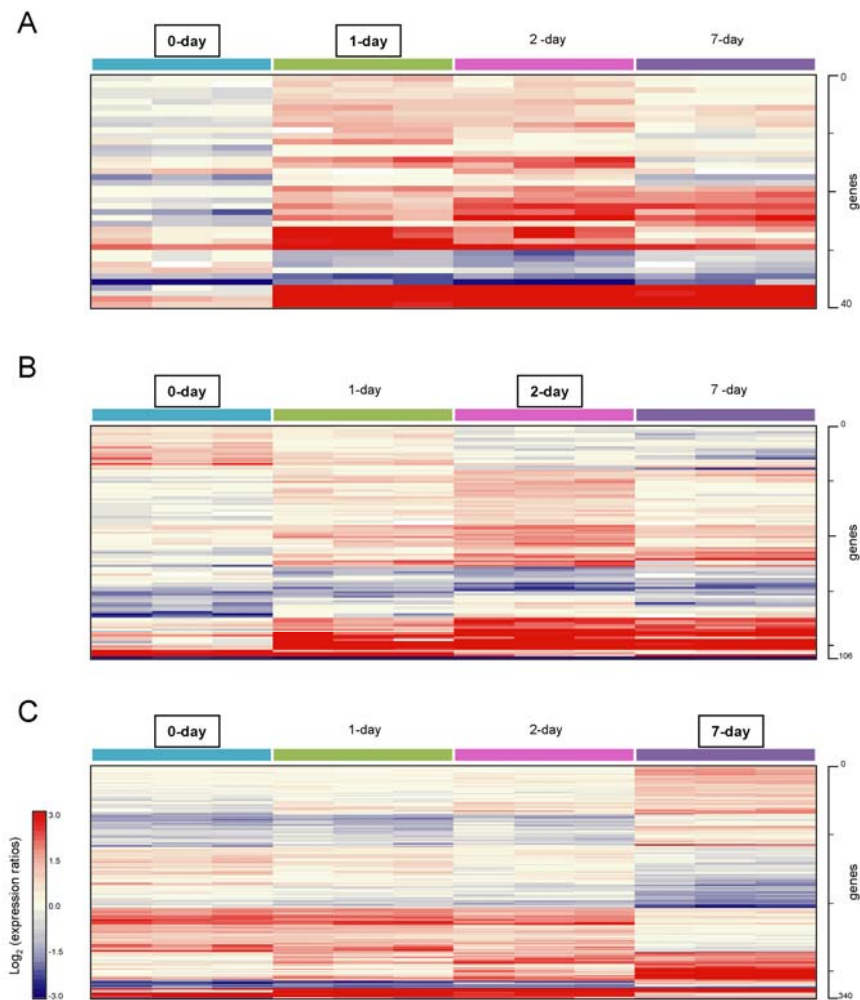 A
0-day 1-day 2 -day 7-day
0
genes
40
B
0-day 1-day 2-day 7 -day
0
genes
106
C
0-day 1-day 2-day 7-day
0
genes
340
3.0
1.5
0.0
-1.5
-3.0
Log2 (expression ratios)